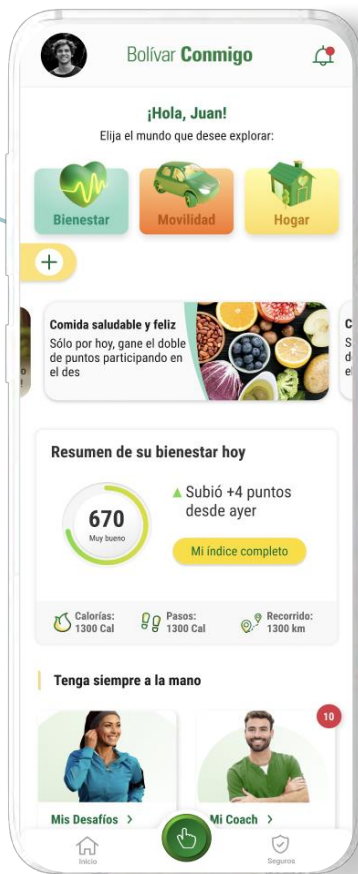 Bolívar Conmigo
¡Hola, Juan!
Elija el mundo que desee explorar:
Bienestar
Movilidad
Hogar
Comida saludable y feliz
Sólo por hoy, gane el doble
de puntos participando en
el des
Resumen de su bienestar hoy
670
Muy bueno
Subió +4 puntos
desde ayer
Mi índice completo
Calorías:
1300 Cal
Pasos:
1300 Cal
Recorrido:
1300 km
Tenga siempre a la mano
10
Mis Desafíos >
Mi Coach >
Inicio
Seguros